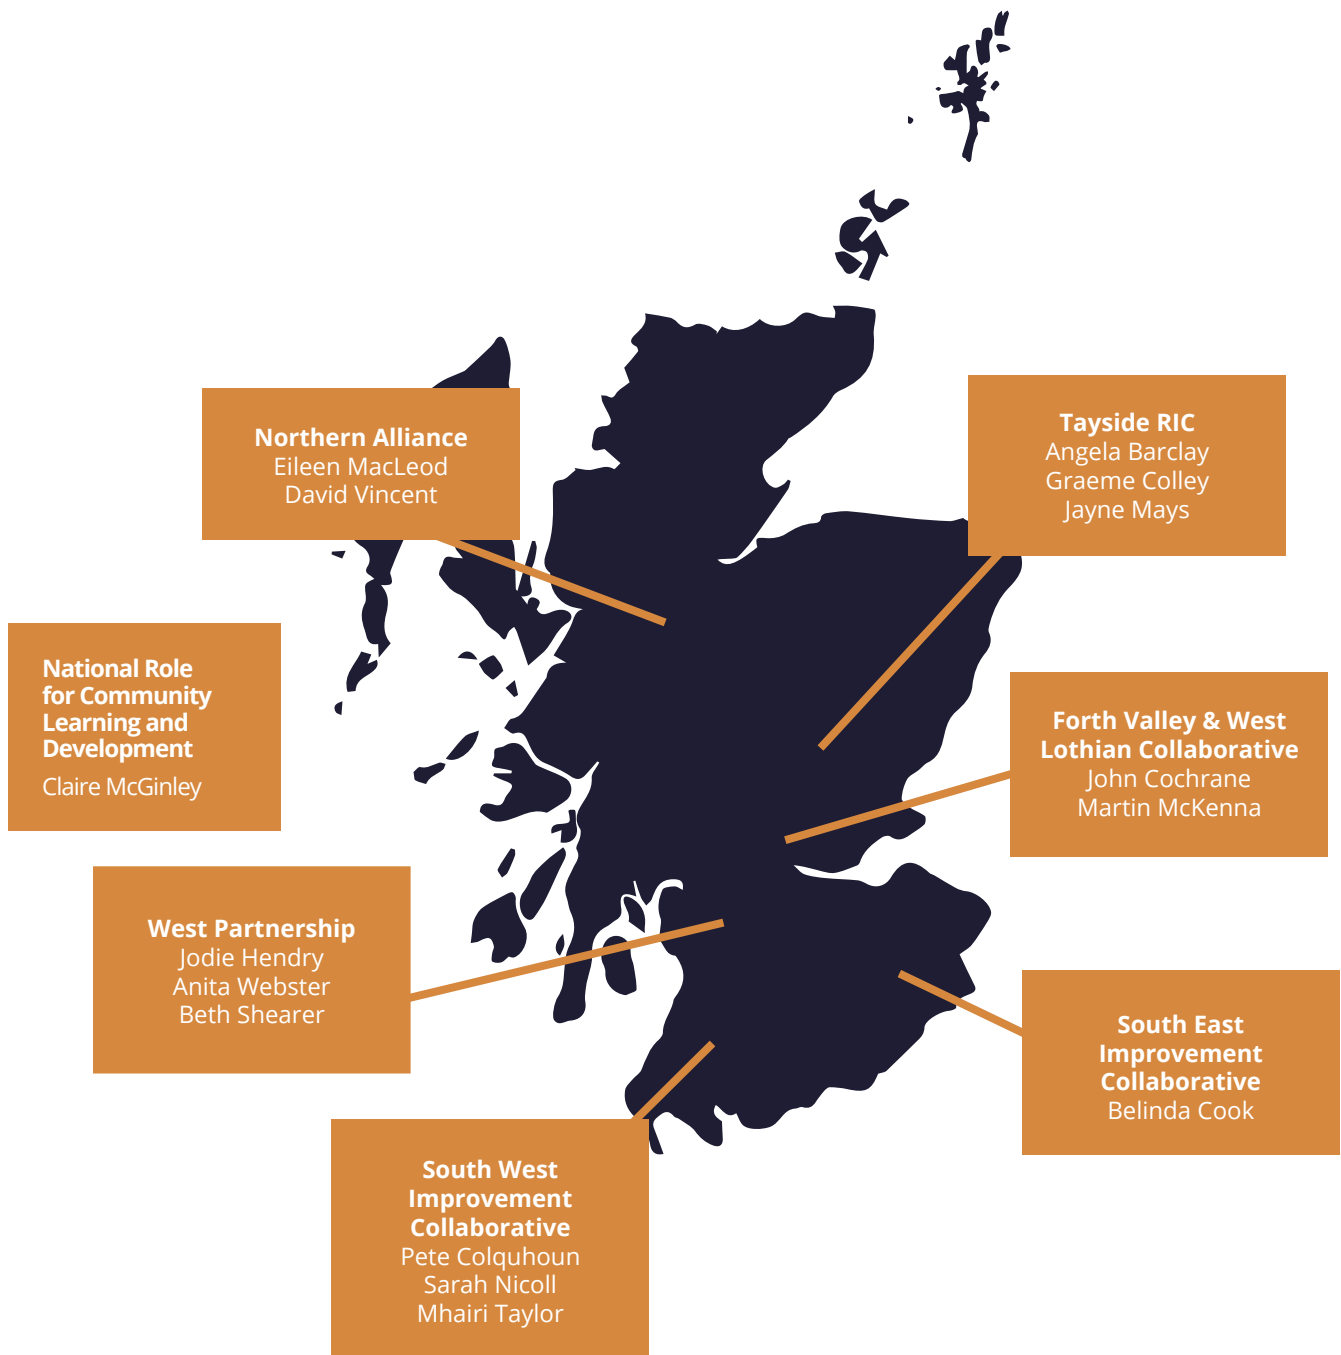 Northern Alliance
Eileen MacLeod
David Vincent
Tayside RIC
Angela Barclay
Graeme Colley
Jayne Mays
National Role
for Community
Learning and
Development
Claire McGinley
Forth Valley & West
Lothian Collaborative
John Cochrane
Martin McKenna
West Partnership
Jodie Hendry
Anita Webster
Beth Shearer
South East
Improvement
Collaborative
Belinda Cook
South West
Improvement
Collaborative
Pete Colquhoun
Sarah Nicoll
Mhairi Taylor